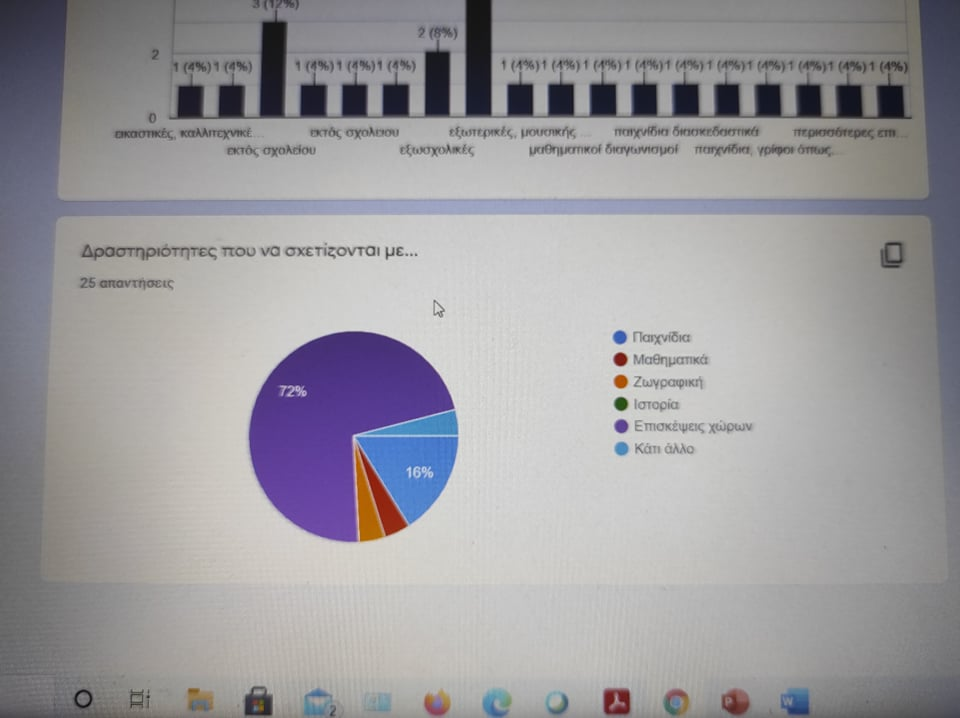 3 (12%)
2 (8%)
2
1 (4%) 1 (4%) 1 (4%) 1 (4%) 1 (4%) 1 (4%) 1 (4%) 1 (4%) 1 (4%) 1 (4%) 1 (4%) 1 (4%) 1 (4%) 1 (4%) 1 (4%)
0
εικαστικές, καλλιτεχνικέ... εκτός σχολειου εξωτερικές, μουσικής ... παιχνίδια διασκεδαστικά περισσότερες επι...
εκτός σχολείου εξωσχολικές μαθηματικοί διαγωνισμοί παιχνίδια, γρίφοι όπως...
Δραστηριότητες που να σχετίζονται με...
25 απαντήσεις
72%
16%
Παιχνίδια
Μαθηματικά
Ζωγραφική
Ιστορία
Επισκέψεις χώρων
Κάτι άλλο
2